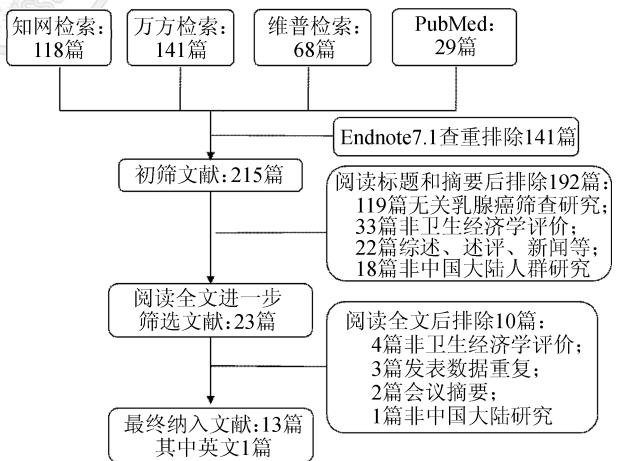 知网检索：
118篇
万方检索：
141篇
维普检索：
68篇
PubMed：
29篇
Endnote7.1查重排除141篇
初筛文献：215篇
阅读标题和摘要后排除192篇：
119篇无关乳腺癌筛查研究；
33篇非卫生经济学评价；
22篇综述、述评、新闻等；
18篇非中国大陆人群研究
阅读全文进一步
筛选文献：23篇
阅读全文后排除10篇：
4篇非卫生经济学评价；
3篇发表数据重复；
2篇会议摘要；
1篇非中国大陆研究
最终纳入文献：13篇
其中英文1篇